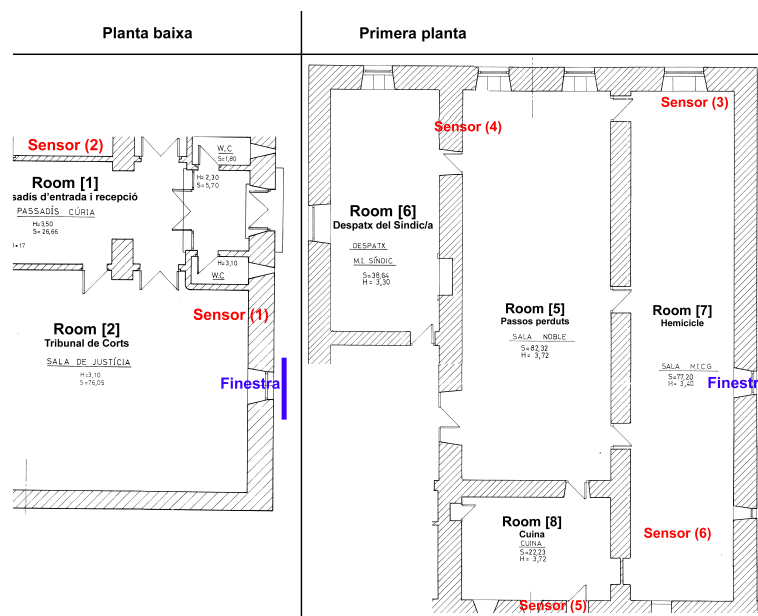 Planta baixa
Primera planta
Sensor (2)
W.C
S=1,80
H=2,30
S=5,70
Room [1]
sadís d'entrada i recepció
PASSADÍS CÚRIA
H=3,50
S=26,66
H=3,10
W.C
Sensor (1)
Room [2]
Tribunal de Corts
SALA DE JUSTÍCIA
H=3,10
S=76,05
Finestra
Sensor (3)
Sensor (4)
Room [6]
Despatx del Síndic/a
DESPATX
M.I. SÍNDIC
S=38,64
H = 3,30
Room [5]
Passos perduts
SALA NOBLE
S=82,32
H = 3,72
Room [7]
Hemicicle
SALA M.I.C.G
S=77,20
H= 3,40
Finestr
Room [8]
Cuina
CUINA
S=22,23
H = 3,72
Sensor (6)
Sensor (5)